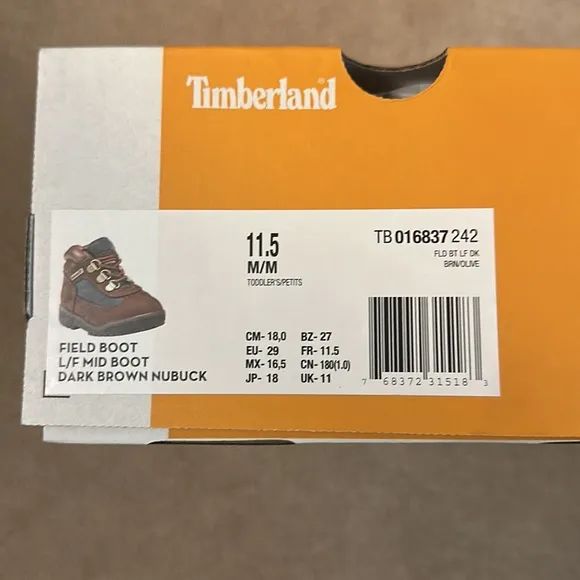 Timberland®
11.5
M/M
TODDLER'S/PETITS
TB 016837 242
FLD BT LF DK
BRN/OLIVE
FIELD BOOT
L/F MID BOOT
DARK BROWN NUBUCK
CM- 18,0 BZ- 27
EU- 29 FR- 11.5
MX- 16,5 CN- 180(1.0)
JP- 18 UK- 11
7 68372 31518 3